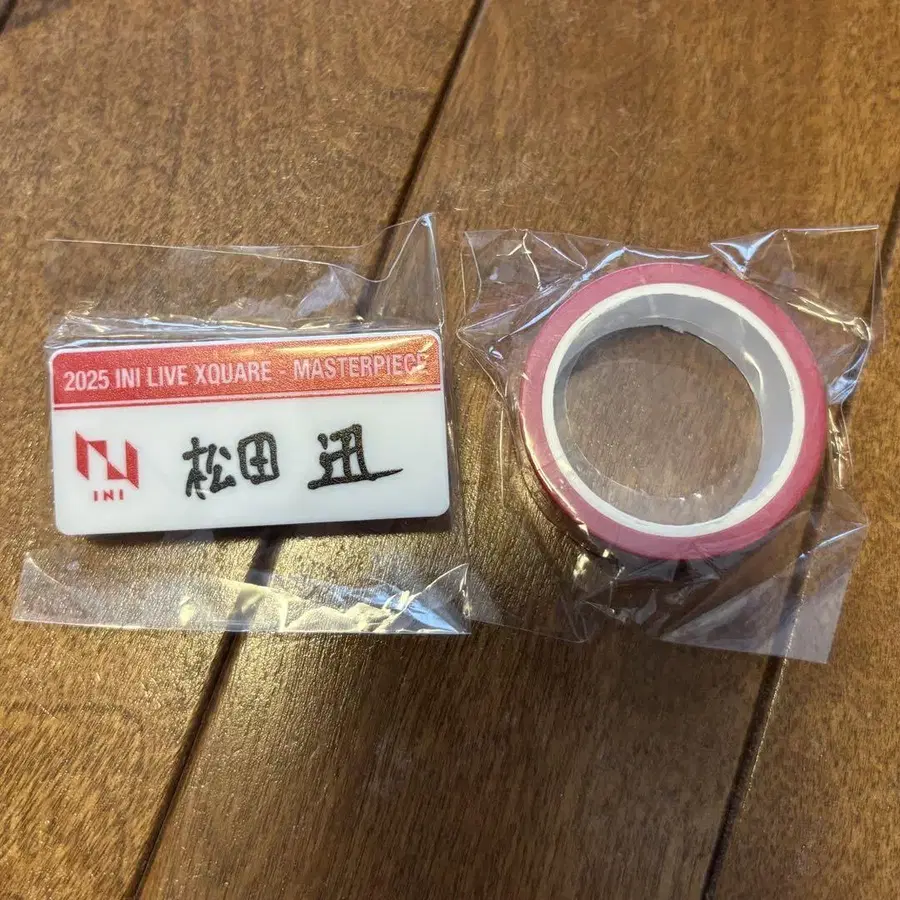 2025 INI LIVE XQUARE - MASTERPIECE
INI
松田 迅